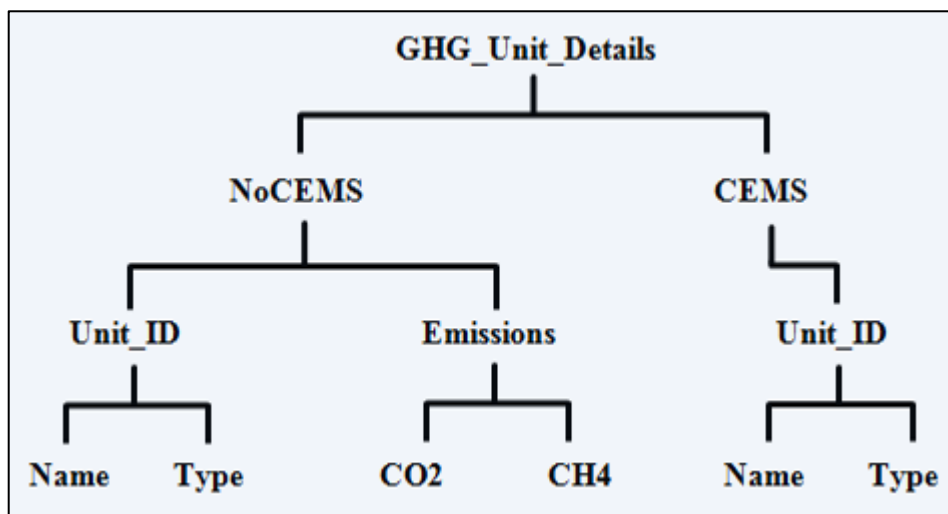 GHG_Unit_Details
NoCEMS CEMS
Unit_ID Emissions Unit_ID
Name Type CO2 CH4 Name Type